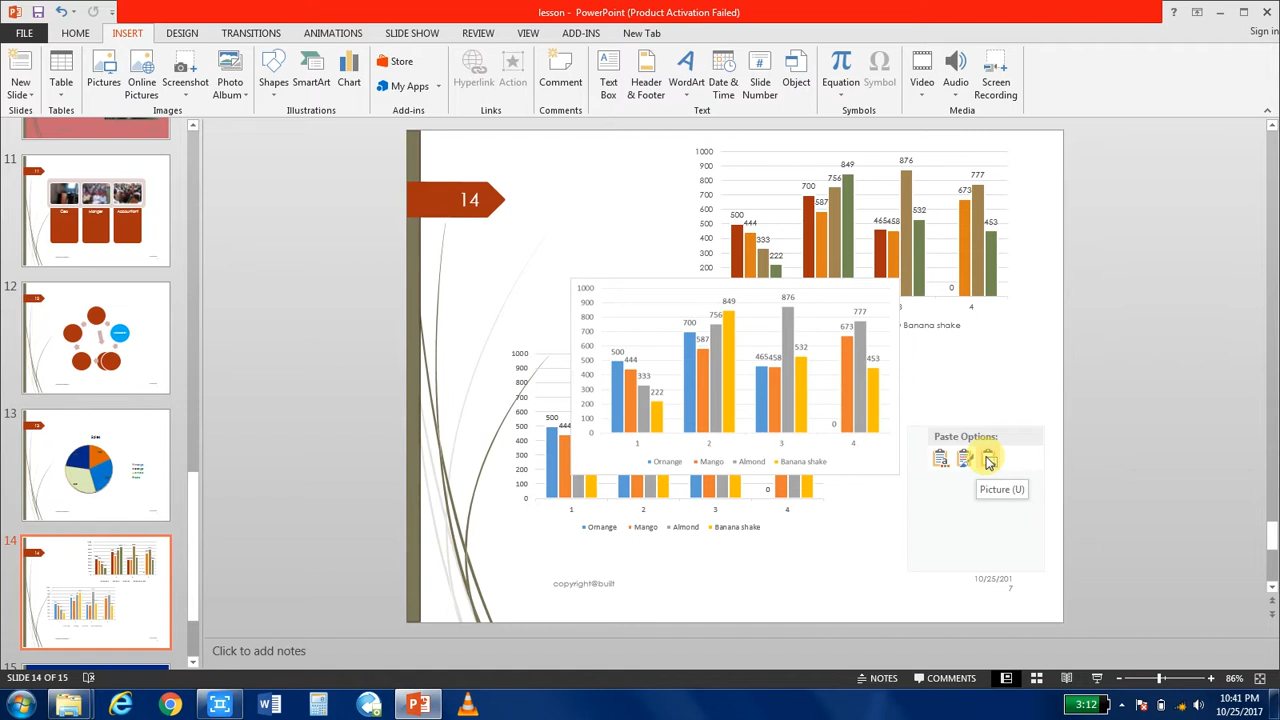 lesson - PowerPoint (Product Activation Failed)
Sign in
FILE HOME INSERT DESIGN TRANSITIONS ANIMATIONS SLIDE SHOW REVIEW VIEW ADD-INS New Tab
New Slide
Table
Pictures
Online Pictures
Screenshot
Photo Album
Shapes
SmartArt
Chart
Store
My Apps
Hyperlink
Action
Comment
Text Box
Header & Footer
WordArt
Date & Time
Slide Number
Object
Equation
Symbol
Video
Audio
Screen Recording
Slides Tables Images Illustrations Add-ins Links Comments Text Symbols Media
11
12
13
Sales
14
15
14
1000
900
800
700
600
500
400
300
200
500 444 333 222
700 587 756 849
465 458 876 532
0 673 777 453
4
Banana shake
1000
900
800
700
600
500
400
300
200
100
0
500 444 333 222
700 587 756 849
465 458 876 532
0 673 777 453
1 2 3 4
Ornange Mango Almond Banana shake
1000
900
800
700
600
500
400
300
200
100
0
500 444
0
1 2 3 4
Ornange Mango Almond Banana shake
Paste Options:
Picture (U)
copyright@built
10/25/201
7
Click to add notes
SLIDE 14 OF 15
NOTES COMMENTS 86%
3:12
10:41 PM
10/25/2017